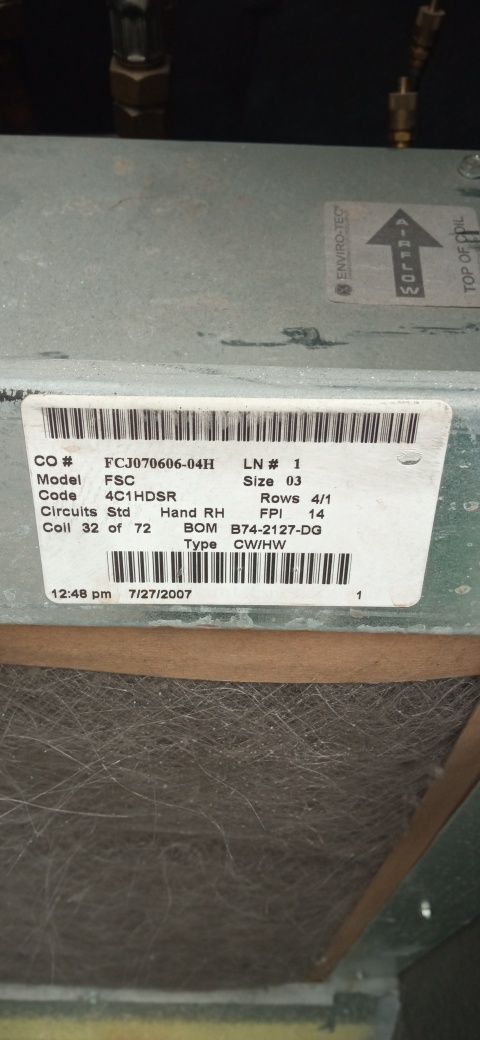 ENVIRO-TEC
AIRFLOW
TOP OF COIL
CO # FCJ070606-04H LN # 1
Model FSC Size 03
Code 4C1HDSR Rows 4/1
Circuits Std Hand RH FPI 14
Coil 32 of 72 BOM B74-2127-DG
Type CW/HW
12:48 pm 7/27/2007 1